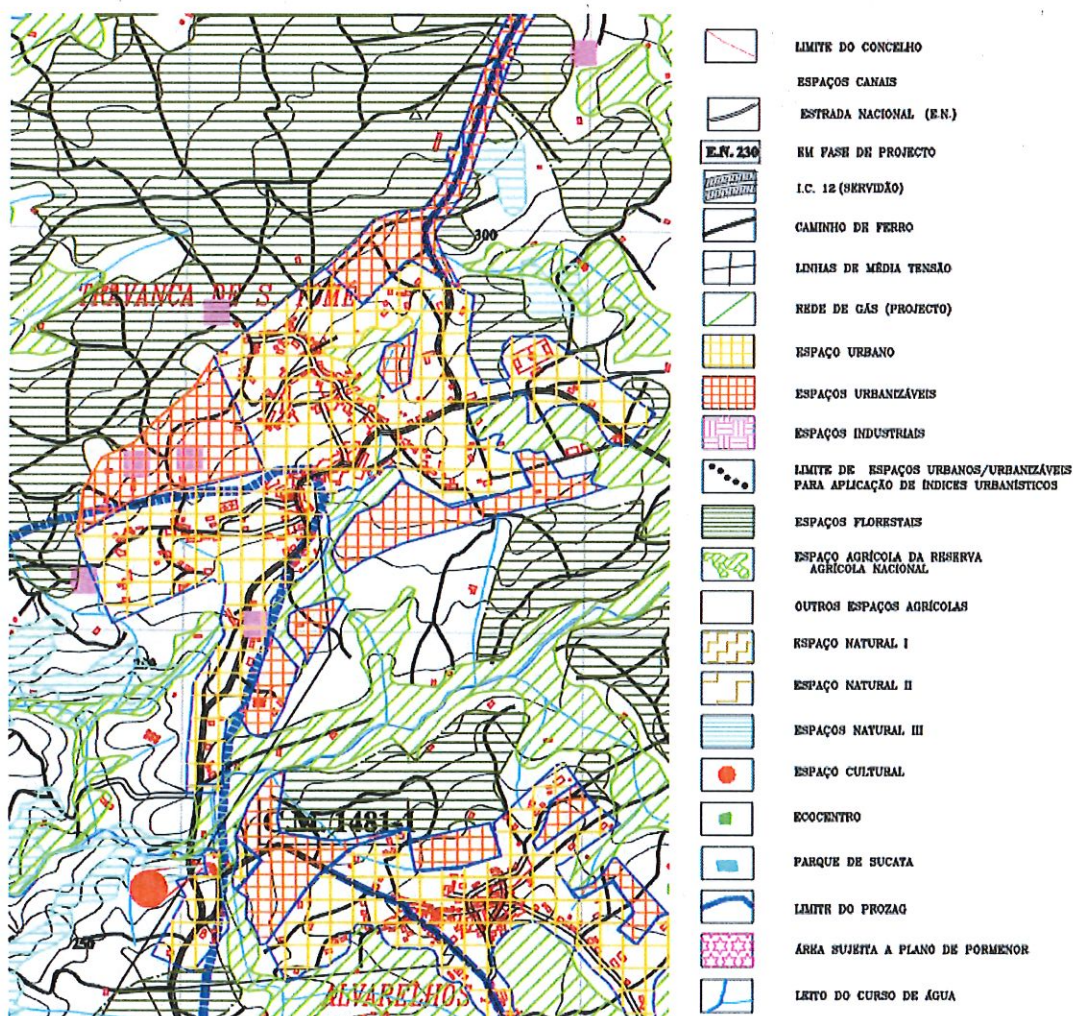 TRAVANCA DE S. TOMÉ
300
C.M. 1481-1
250
ALVARELHOS
LIMITE DO CONCELHO
ESPAÇOS CANAIS
ESTRADA NACIONAL (E.N.)
E.N. 230 EM FASE DE PROJECTO
I.C. 12 (SERVIDÃO)
CAMINHO DE FERRO
LINHAS DE MÉDIA TENSÃO
REDE DE GÁS (PROJECTO)
ESPAÇO URBANO
ESPAÇOS URBANIZÁVEIS
ESPAÇOS INDUSTRIAIS
LIMITE DE ESPAÇOS URBANOS/URBANIZÁVEIS
PARA APLICAÇÃO DE ÍNDICES URBANÍSTICOS
ESPAÇOS FLORESTAIS
ESPAÇO AGRÍCOLA DA RESERVA
AGRÍCOLA NACIONAL
OUTROS ESPAÇOS AGRÍCOLAS
ESPAÇO NATURAL I
ESPAÇO NATURAL II
ESPAÇOS NATURAL III
ESPAÇO CULTURAL
ECOCENTRO
PARQUE DE SUCATA
LIMITE DO PROZAG
ÁREA SUJEITA A PLANO DE PORMENOR
LEITO DO CURSO DE ÁGUA